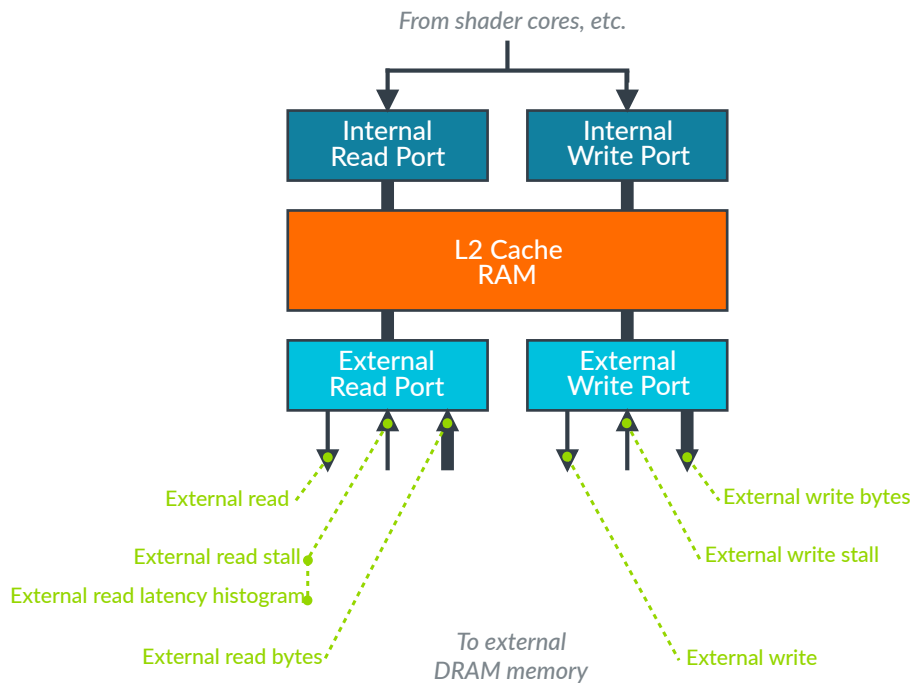 From shader cores, etc.
Internal
Read Port
Internal
Write Port
L2 Cache
RAM
External
Read Port
External
Write Port
External read
External write bytes
External read stall
External write stall
External read latency histogram
External read bytes
To external
DRAM memory
External write